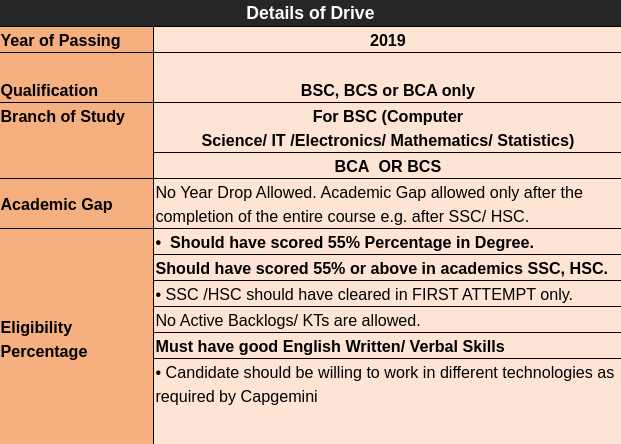 Details of Drive
Year of Passing
2019
Qualification
BSC, BCS or BCA only
Branch of Study
For BSC (Computer
Science/ IT /Electronics/ Mathematics/ Statistics)
BCA  OR BCS
Academic Gap
No Year Drop Allowed. Academic Gap allowed only after the
completion of the entire course e.g. after SSC/ HSC.
Eligibility
Percentage
•  Should have scored 55% Percentage in Degree.
Should have scored 55% or above in academics SSC, HSC.
• SSC /HSC should have cleared in FIRST ATTEMPT only.
No Active Backlogs/ KTs are allowed.
Must have good English Written/ Verbal Skills
• Candidate should be willing to work in different technologies as
required by Capgemini